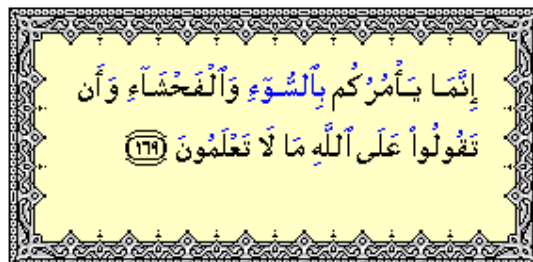 إِنَّمَا يَأْمُرُكُم بِٱلسُّوٓءِ وَٱلْفَحْشَآءِ وَأَن
تَقُولُوا۟ عَلَى ٱللَّهِ مَا لَا تَعْلَمُونَ ١٦٩